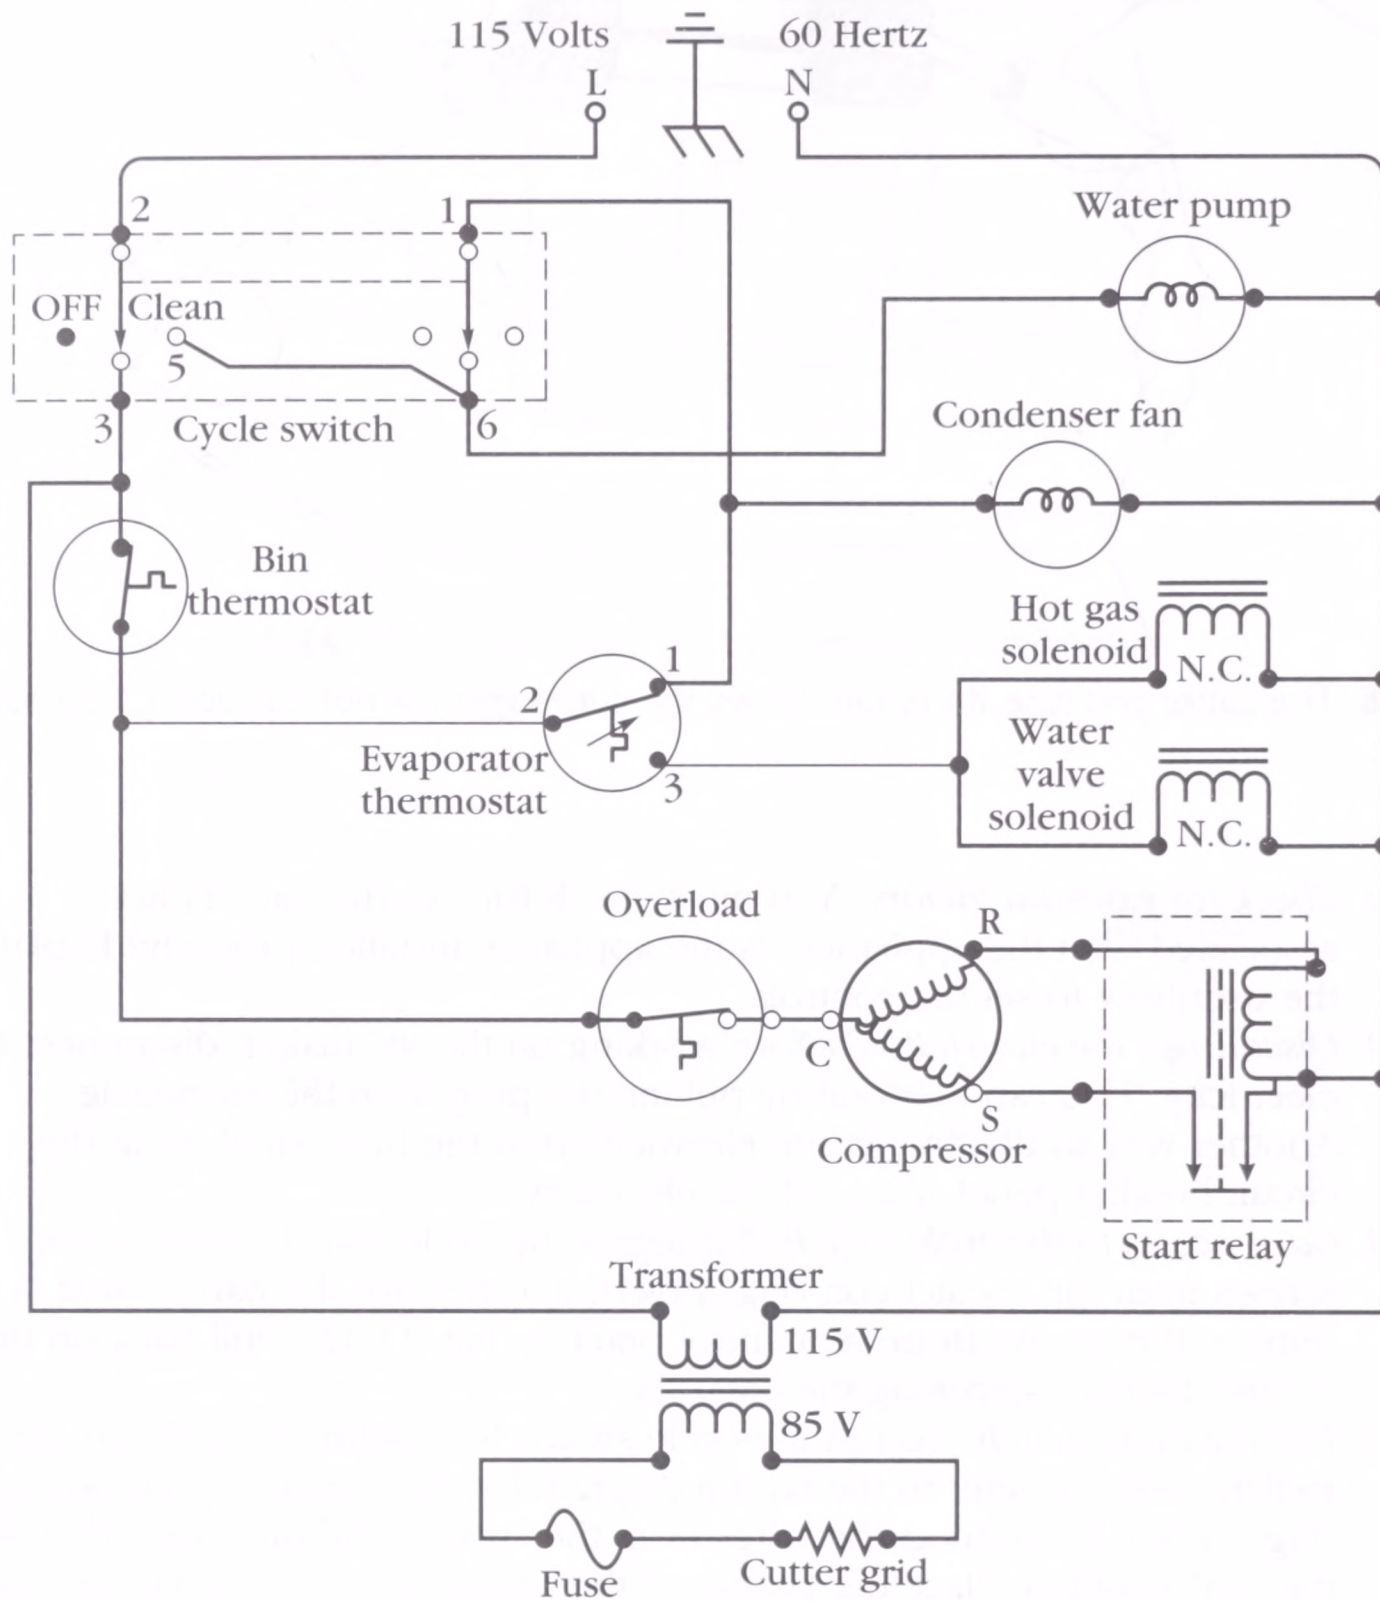 115 Volts
60 Hertz
L
N
2
1
Water pump
OFF
Clean
5
3
Cycle switch
6
Condenser fan
Bin
thermostat
Hot gas
solenoid
N.C.
1
2
Evaporator
thermostat
3
Water
valve
solenoid
N.C.
Overload
R
C
S
Compressor
Start relay
Transformer
115 V
85 V
Fuse
Cutter grid